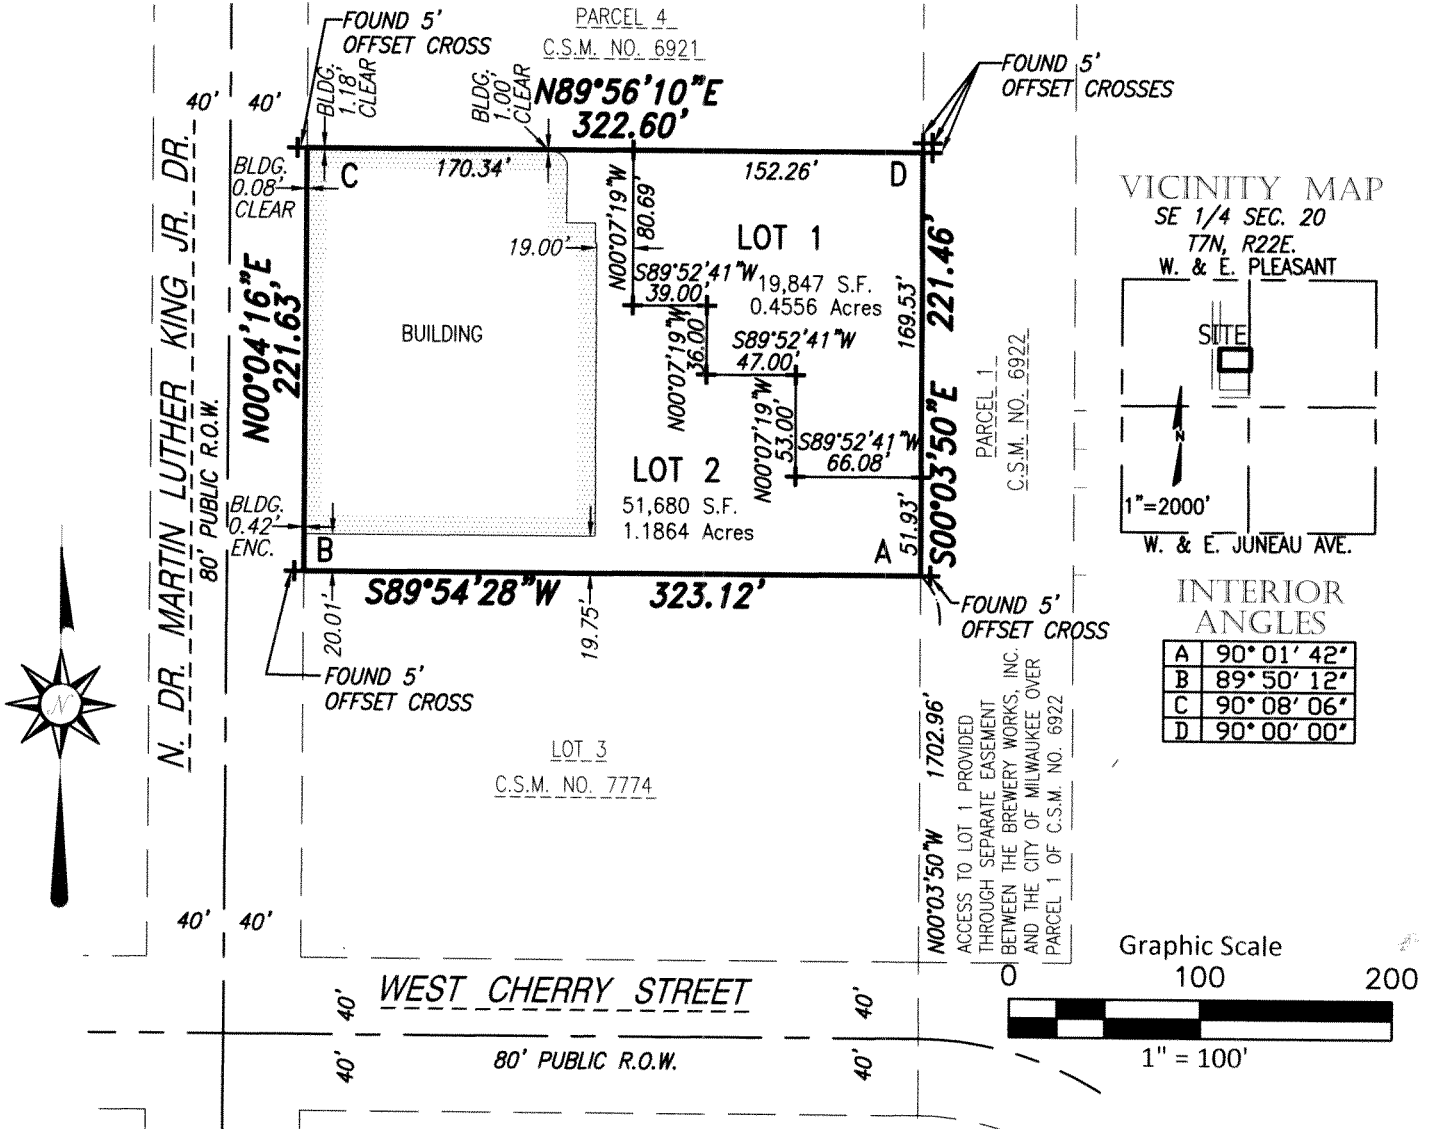 FOUND 5'
OFFSET CROSS
PARCEL 4
C.S.M. NO. 6921
N89°56'10"E
322.60'
FOUND 5'
OFFSET CROSSES
40' 40'
BLDG.
1.18'
CLEAR
BLDG.
1.00'
CLEAR
BLDG.
0.08'
CLEAR
C
170.34'
152.26'
D
N00°07'19"W
80.69'
LOT 1
19,847 S.F.
0.4556 Acres
19.00'
S89°52'41"W
39.00'
N00°07'19"W
36.00'
S89°52'41"W
47.00'
N00°07'19"W
53.00'
S89°52'41"W
66.08'
BUILDING
LOT 2
51,680 S.F.
1.1864 Acres
N00°04'16"E
221.63'
169.53'
221.46'
S00°03'50"E
51.93'
PARCEL 1
C.S.M. NO. 6922
BLDG.
0.42'
ENC.
B
A
S89°54'28"W
323.12'
20.01'
19.75'
FOUND 5'
OFFSET CROSS
FOUND 5'
OFFSET CROSS
N. DR. MARTIN LUTHER KING JR. DR.
80' PUBLIC R.O.W.
N
LOT 3
C.S.M. NO. 7774
N00°03'50"W 1702.96'
ACCESS TO LOT 1 PROVIDED
THROUGH SEPARATE EASEMENT
BETWEEN THE BREWERY WORKS, INC.
AND THE CITY OF MILWAUKEE OVER
PARCEL 1 OF C.S.M. NO. 6922
40' 40'
WEST CHERRY STREET
40'
40'
40'
40'
80' PUBLIC R.O.W.
VICINITY MAP
SE 1/4 SEC. 20
T7N, R22E.
W. & E. PLEASANT
SITE
N
1"=2000'
W. & E. JUNEAU AVE.
INTERIOR
ANGLES
A 90° 01' 42"
B 89° 50' 12"
C 90° 08' 06"
D 90° 00' 00"
Graphic Scale
0 100 200
1" = 100'